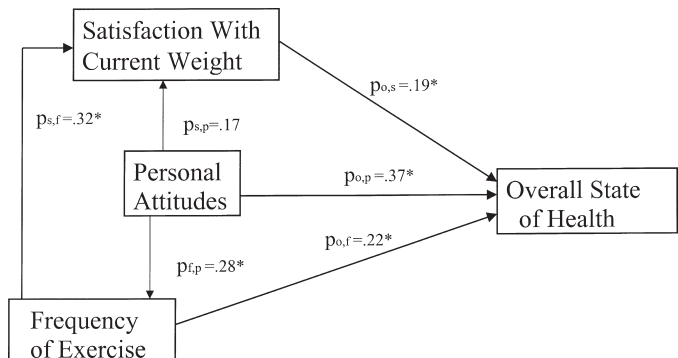 Satisfaction With
Current Weight
pₒ,ₛ=.19*
pₛ,f=.32*
pₛ,ₚ=.17
Personal
Attitudes
pₒ,ₚ=.37*
Overall State
of Health
pₒ,f=.22*
pf,ₚ=.28*
Frequency
of Exercise